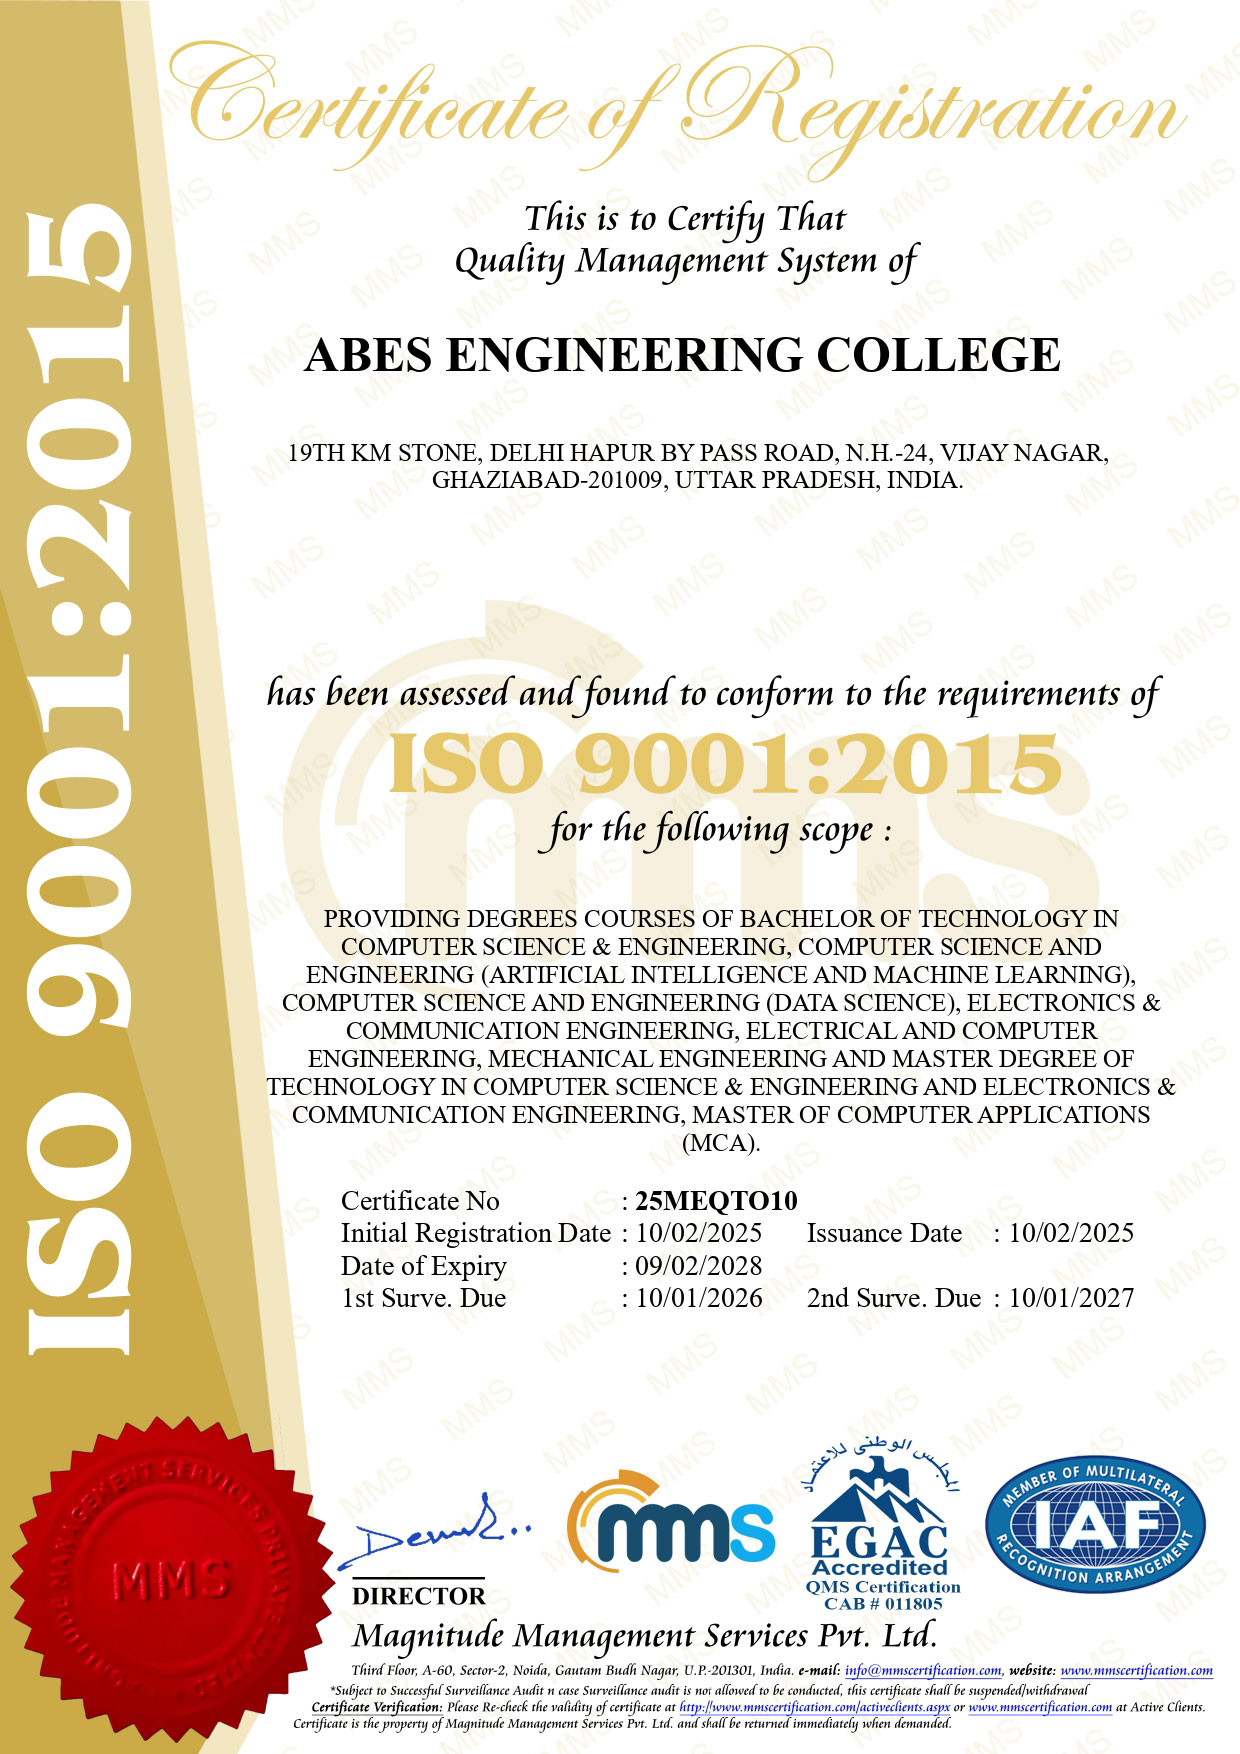 Certificate of Registration
This is to Certify That
Quality Management System of
ABES ENGINEERING COLLEGE
19TH KM STONE, DELHI HAPUR BY PASS ROAD, N.H.-24, VIJAY NAGAR,
GHAZIABAD-201009, UTTAR PRADESH, INDIA.
has been assessed and found to conform to the requirements of
ISO 9001:2015
for the following scope :
PROVIDING DEGREES COURSES OF BACHELOR OF TECHNOLOGY IN
COMPUTER SCIENCE & ENGINEERING, COMPUTER SCIENCE AND
ENGINEERING (ARTIFICIAL INTELLIGENCE AND MACHINE LEARNING),
COMPUTER SCIENCE AND ENGINEERING (DATA SCIENCE), ELECTRONICS &
COMMUNICATION ENGINEERING, ELECTRICAL AND COMPUTER
ENGINEERING, MECHANICAL ENGINEERING AND MASTER DEGREE OF
TECHNOLOGY IN COMPUTER SCIENCE & ENGINEERING AND ELECTRONICS &
COMMUNICATION ENGINEERING, MASTER OF COMPUTER APPLICATIONS
(MCA).
Certificate No : 25MEQTO10
Initial Registration Date : 10/02/2025 Issuance Date : 10/02/2025
Date of Expiry : 09/02/2028
1st Surve. Due : 10/01/2026 2nd Surve. Due : 10/01/2027
ISO 9001:2015
MANAGEMENT SERVICES PRIVATE LIMITED
MMS
DIRECTOR
mms
المجلس الوطنى للاعتماد
EGAC
Accredited
QMS Certification
CAB # 011805
MEMBER OF MULTILATERAL
IAF
RECOGNITION ARRANGEMENT
Magnitude Management Services Pvt. Ltd.
Third Floor, A-60, Sector-2, Noida, Gautam Budh Nagar, U.P.-201301, India. e-mail: info@mmscertification.com, website: www.mmscertification.com
*Subject to Successful Surveillance Audit n case Surveillance audit is not allowed to be conducted, this certificate shall be suspended/withdrawal
Certificate Verification: Please Re-check the validity of certificate at http://www.mmscertification.com/activeclients.aspx or www.mmscertification.com at Active Clients.
Certificate is the property of Magnitude Management Services Pvt. Ltd. and shall be returned immediately when demanded.